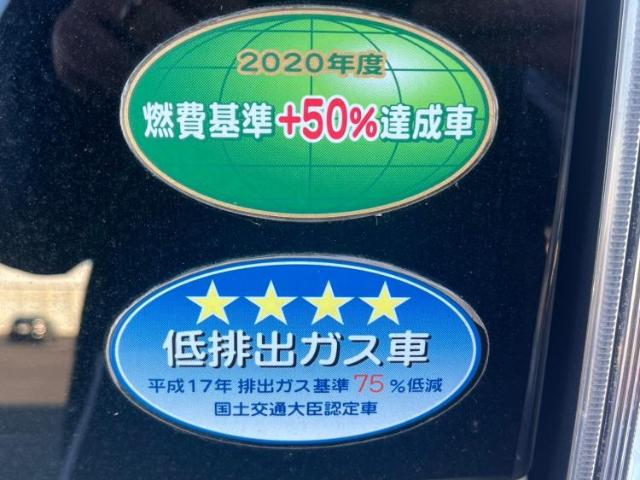 2020年度
燃費基準+50%達成車
★★★★
低排出ガス車
平成17年 排出ガス基準 75 %低減
国土交通大臣認定車